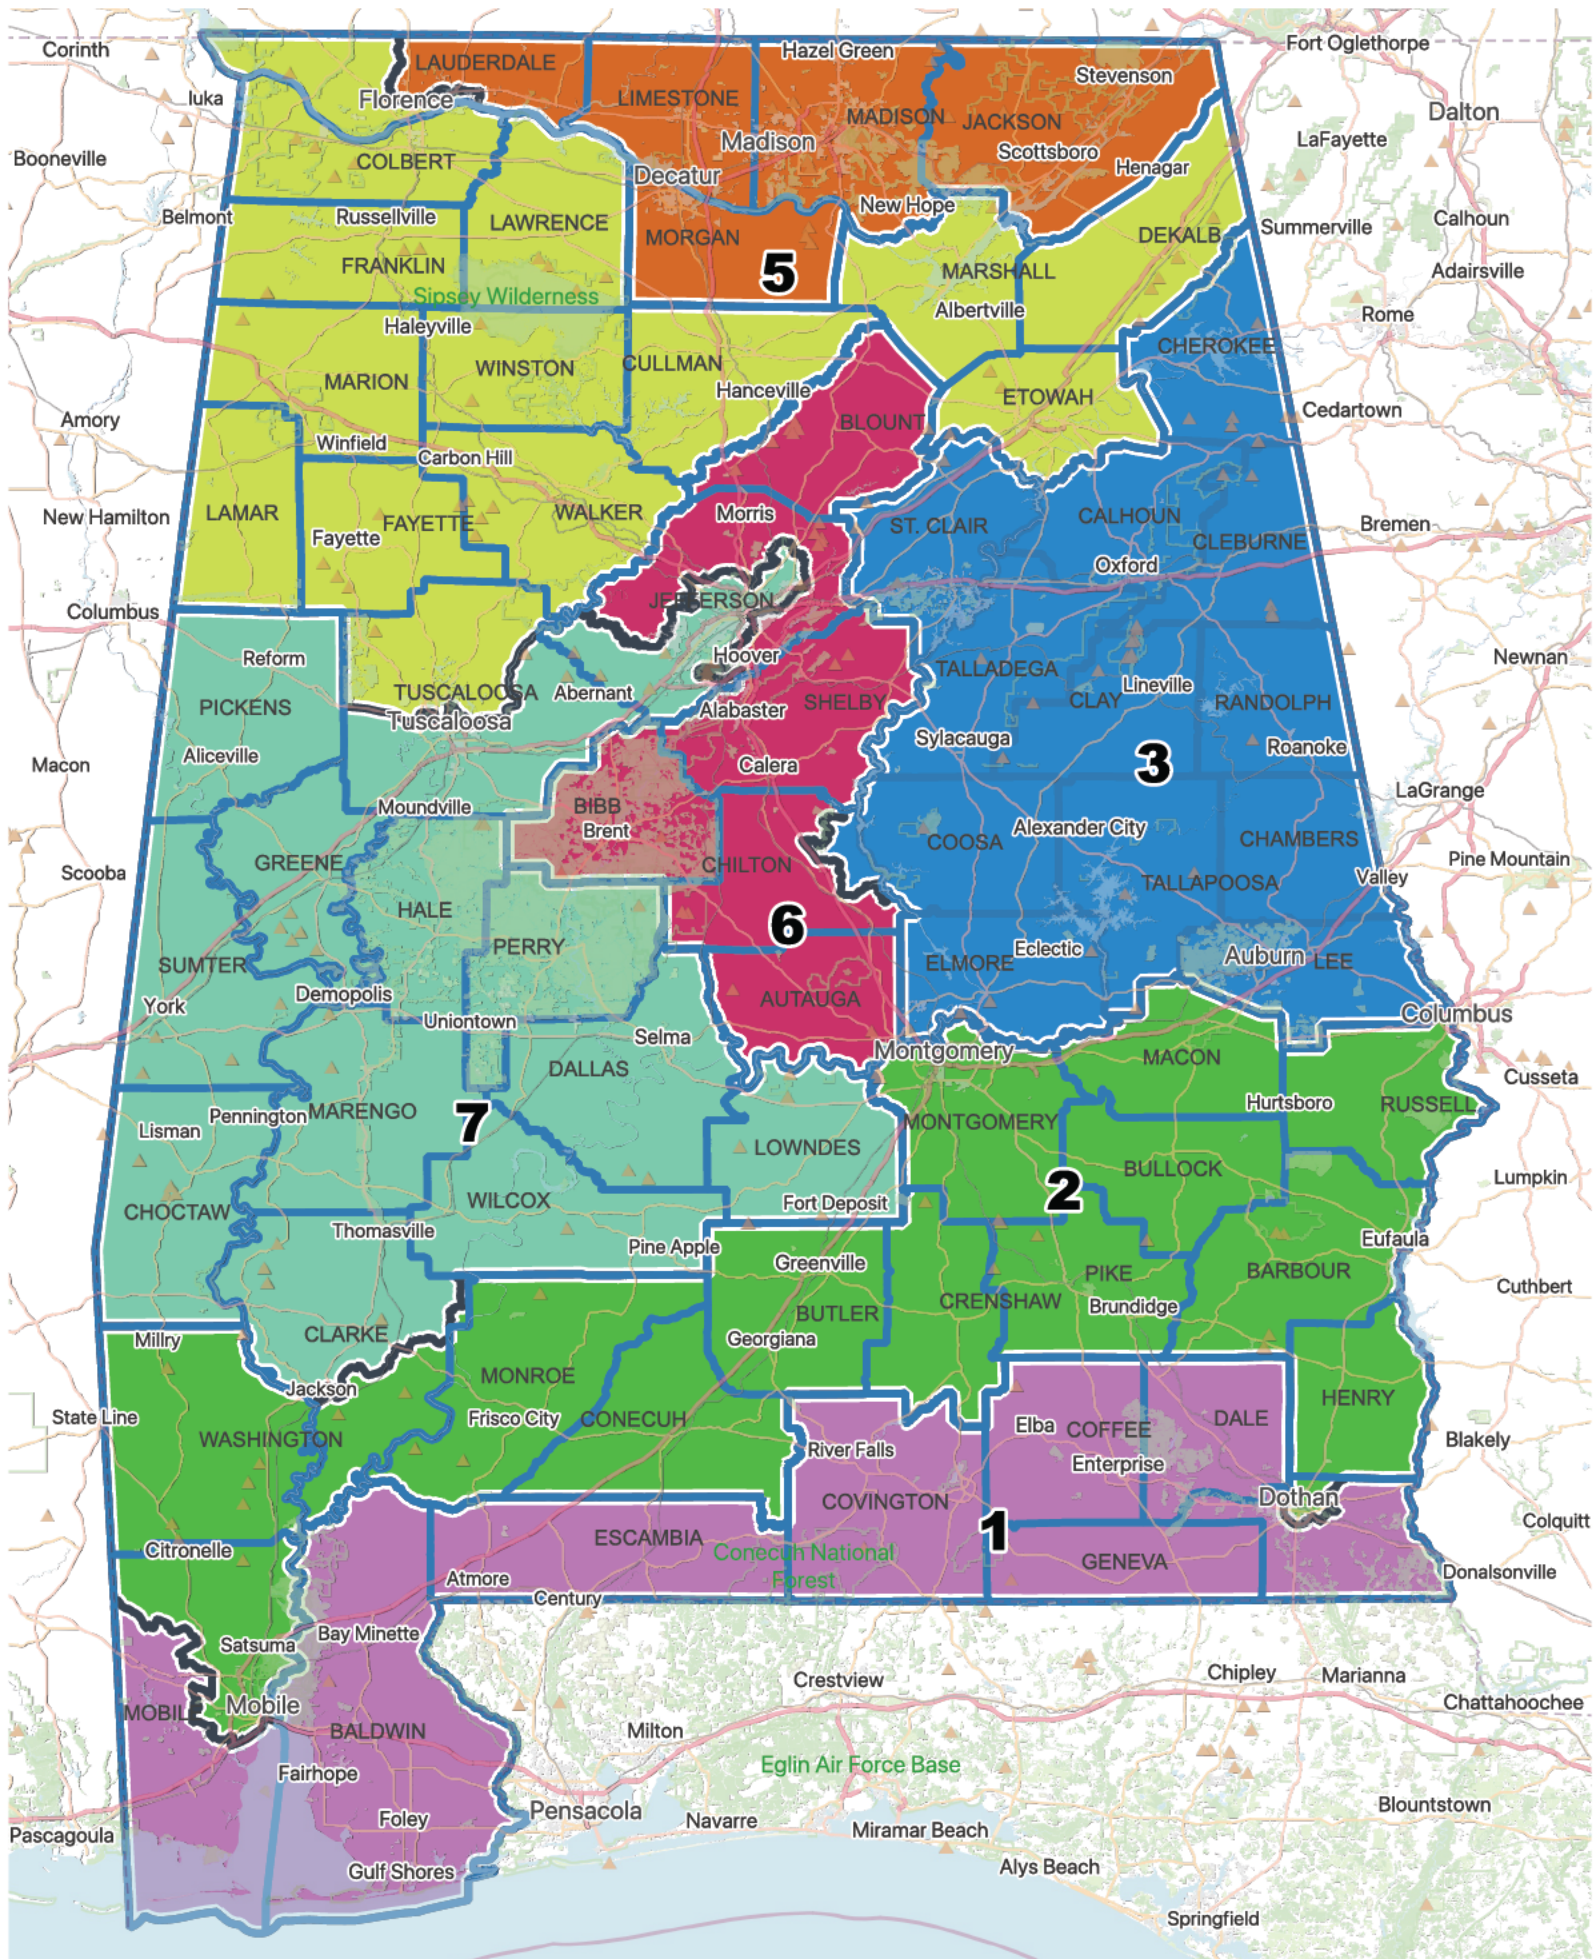 Corinth
Hazel Green
Fort Oglethorpe
LAUDERDALE
Stevenson
Iuka
Florence
LIMESTONE
MADISON
JACKSON
Dalton
Madison
LaFayette
Booneville
COLBERT
Scottsboro
Henagar
Decatur
Belmont
Russellville
LAWRENCE
New Hope
Summerville
Calhoun
MORGAN
DEKALB
FRANKLIN
5
MARSHALL
Adairsville
Sipsey Wilderness
Albertville
Rome
Haleyville
CHEROKEE
WINSTON
CULLMAN
MARION
Hanceville
ETOWAH
Amory
BLOUNT
Cedartown
Winfield
Carbon Hill
New Hamilton
LAMAR
FAYETTE
WALKER
Morris
ST. CLAIR
CALHOUN
Bremen
Fayette
CLEBURNE
Oxford
Columbus
JEFFERSON
Reform
Hoover
TALLADEGA
Newnan
PICKENS
TUSCALOOSA
Abernant
SHELBY
CLAY
Lineville
RANDOLPH
Tuscaloosa
Alabaster
Sylacauga
Roanoke
Aliceville
Macon
Calera
3
LaGrange
Moundville
BIBB
Brent
Alexander City
COOSA
CHAMBERS
GREENE
CHILTON
Pine Mountain
Scooba
TALLAPOOSA
Valley
HALE
6
PERRY
Eclectic
Auburn
LEE
SUMTER
ELMORE
Demopolis
AUTAUGA
York
Columbus
Uniontown
Selma
Montgomery
MACON
DALLAS
Cusseta
Pennington
MARENGO
7
Hurtsboro
RUSSELL
Lisman
MONTGOMERY
LOWNDES
BULLOCK
Lumpkin
CHOCTAW
WILCOX
Fort Deposit
2
Thomasville
Pine Apple
Eufaula
Greenville
PIKE
BARBOUR
Cuthbert
CRENSHAW
Brundidge
BUTLER
Millry
CLARKE
Georgiana
MONROE
Jackson
HENRY
State Line
Frisco City
CONECUH
Elba
COFFEE
DALE
WASHINGTON
River Falls
Blakely
Enterprise
COVINGTON
Dothan
1
Colquitt
ESCAMBIA
Citronelle
Conecuh National
Forest
GENEVA
Atmore
Donalsonville
Century
Satsuma
Bay Minette
Crestview
Chipley
Marianna
MOBIL
Mobile
Chattahoochee
BALDWIN
Milton
Fairhope
Eglin Air Force Base
Foley
Pensacola
Navarre
Miramar Beach
Blountstown
Pascagoula
Gulf Shores
Alys Beach
Springfield